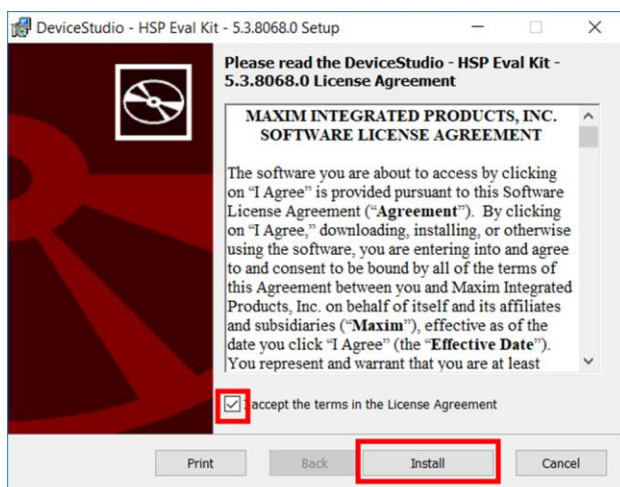 DeviceStudio - HSP Eval Kit - 5.3.8068.0 Setup
Please read the DeviceStudio - HSP Eval Kit -
5.3.8068.0 License Agreement
MAXIM INTEGRATED PRODUCTS, INC.
SOFTWARE LICENSE AGREEMENT
The software you are about to access by clicking
on “I Agree” is provided pursuant to this Software
License Agreement (“Agreement”). By clicking
on “I Agree,” downloading, installing, or otherwise
using the software, you are entering into and agree
to and consent to be bound by all of the terms of
this Agreement between you and Maxim Integrated
Products, Inc. on behalf of itself and its affiliates
and subsidiaries (“Maxim”), effective as of the
date you click “I Agree” (the “Effective Date”).
You represent and warrant that you are at least
I accept the terms in the License Agreement
Print Back Install Cancel